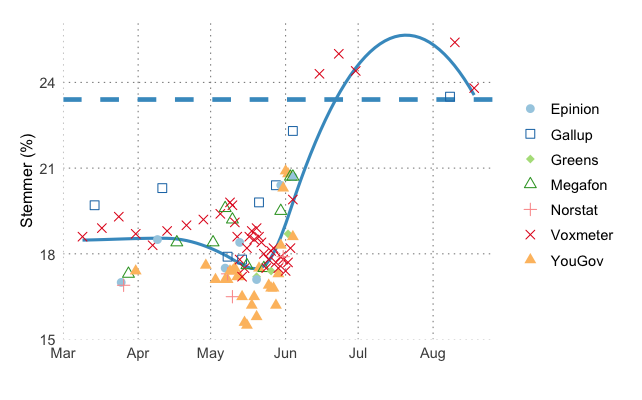 24
21
18
15
Stemmer (%)
Mar Apr May Jun Jul Aug
Epinion
Gallup
Greens
Megafon
Norstat
Voxmeter
YouGov